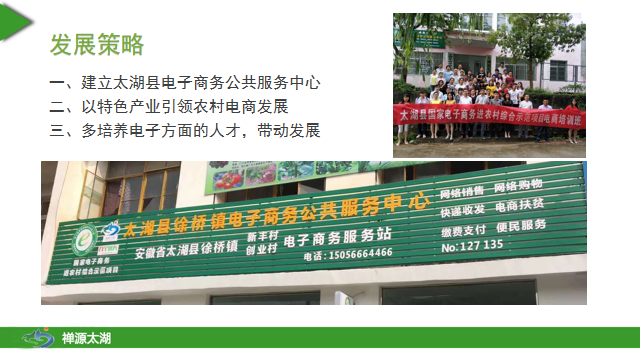 发展策略
一、建立太湖县电子商务公共服务中心
二、以特色产业引领农村电商发展
三、多培养电子方面的人才，带动发展
太湖县国家电子商务进农村综合示范项目电商培训班
太湖县徐桥镇电子商务公共服务中心
安徽省太湖县徐桥镇
新丰村
创业村
电子商务服务站
电话：15056664466
网络销售 网络购物
快递收发 电商扶贫
缴费支付 便民服务
No:127 135
国家电子商务
进农村综合示范项目
禅源太湖